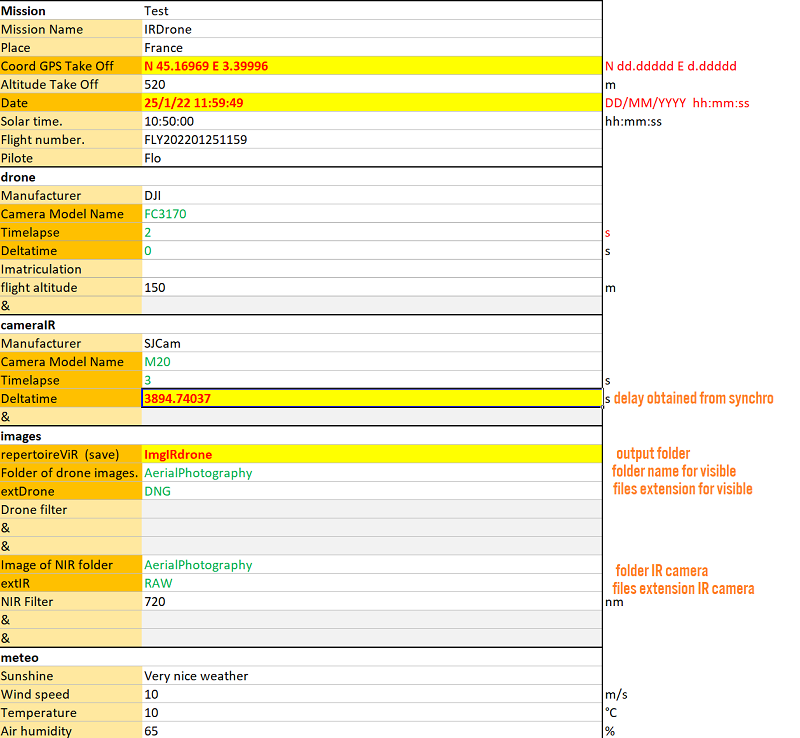 Mission Test
Mission Name IRDrone
Place France
Coord GPS Take Off N 45.16969 E 3.39996 N dd.ddddd E d.ddddd
Altitude Take Off 520 m
Date 25/1/22 11:59:49 DD/MM/YYYY hh:mm:ss
Solar time. 10:50:00 hh:mm:ss
Flight number. FLY202201251159
Pilote Flo
drone
Manufacturer DJI
Camera Model Name FC3170
Timelapse 2 s
Deltatime 0 s
Imatriculation
flight altitude 150 m
&
cameraIR
Manufacturer SJCam
Camera Model Name M20
Timelapse 3 s
Deltatime 3894.74037 s delay obtained from synchro
&
images
repertoireViR (save) ImgIRdrone output folder
Folder of drone images. AerialPhotography folder name for visible
extDrone DNG files extension for visible
Drone filter
&
&
Image of NIR folder AerialPhotography folder IR camera
extIR RAW files extension IR camera
NIR Filter 720 nm
&
&
meteo
Sunshine Very nice weather
Wind speed 10 m/s
Temperature 10 °C
Air humidity 65 %